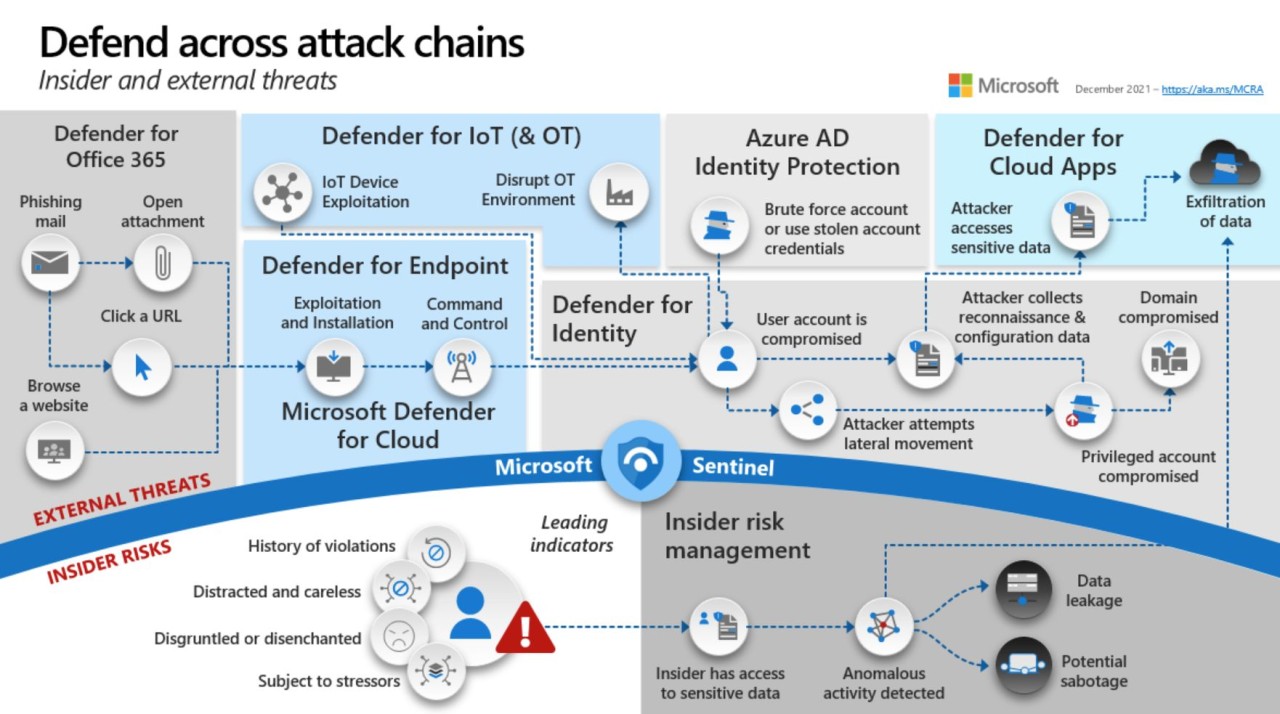 Defend across attack chains
Insider and external threats
Microsoft
December 2021 – https://aka.ms/MCRA
Defender for
Office 365
Phishing
mail
Open
attachment
Click a URL
Browse
a website
Defender for IoT (& OT)
IoT Device
Exploitation
Disrupt OT
Environment
Defender for Endpoint
Exploitation
and Installation
Command
and Control
Microsoft Defender
for Cloud
Azure AD
Identity Protection
Brute force account
or use stolen account
credentials
Defender for
Cloud Apps
Attacker
accesses
sensitive data
Exfiltration
of data
Defender for
Identity
User account is
compromised
Attacker collects
reconnaissance &
configuration data
Domain
compromised
Attacker attempts
lateral movement
Privileged account
compromised
Microsoft Sentinel
EXTERNAL THREATS
INSIDER RISKS
Leading
indicators
History of violations
Distracted and careless
Disgruntled or disenchanted
Subject to stressors
Insider risk
management
Insider has access
to sensitive data
Anomalous
activity detected
Data
leakage
Potential
sabotage